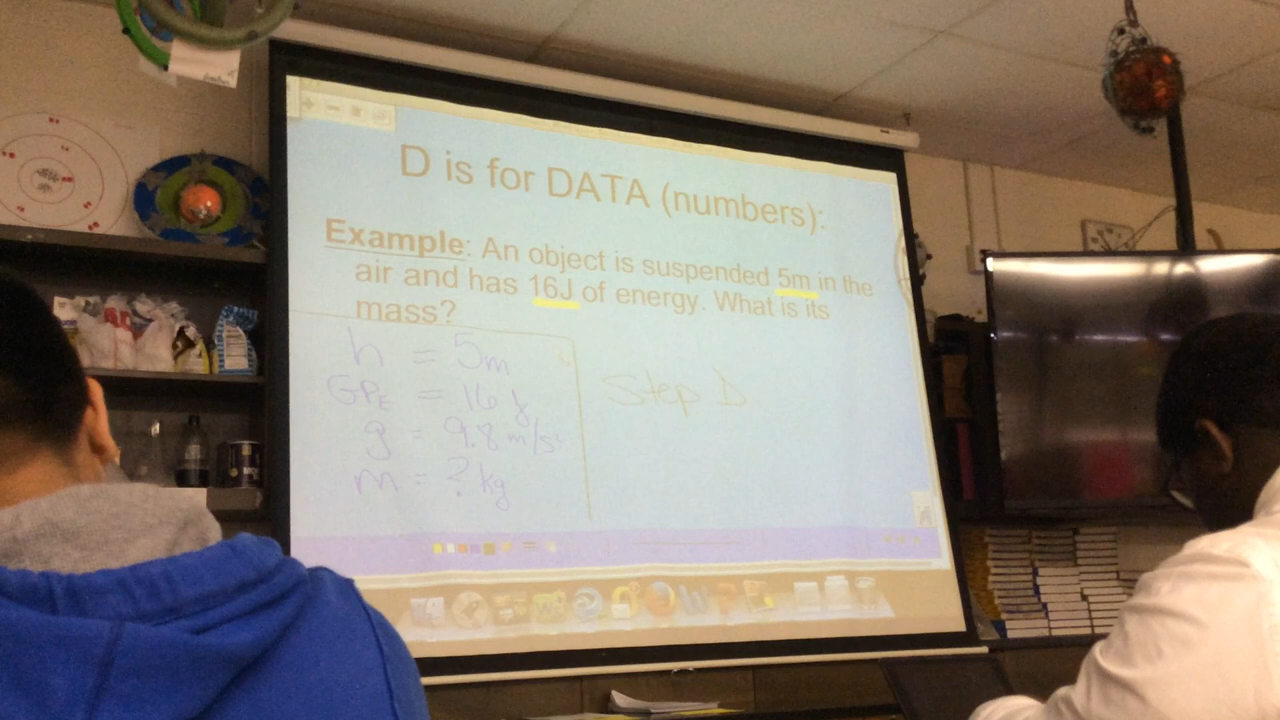 D is for DATA (numbers):
Example: An object is suspended 5m in the
air and has 16J of energy. What is its
mass?
h = 5m
GPE = 16 J
g = 9.8 m/s²
m = ? kg
Step D